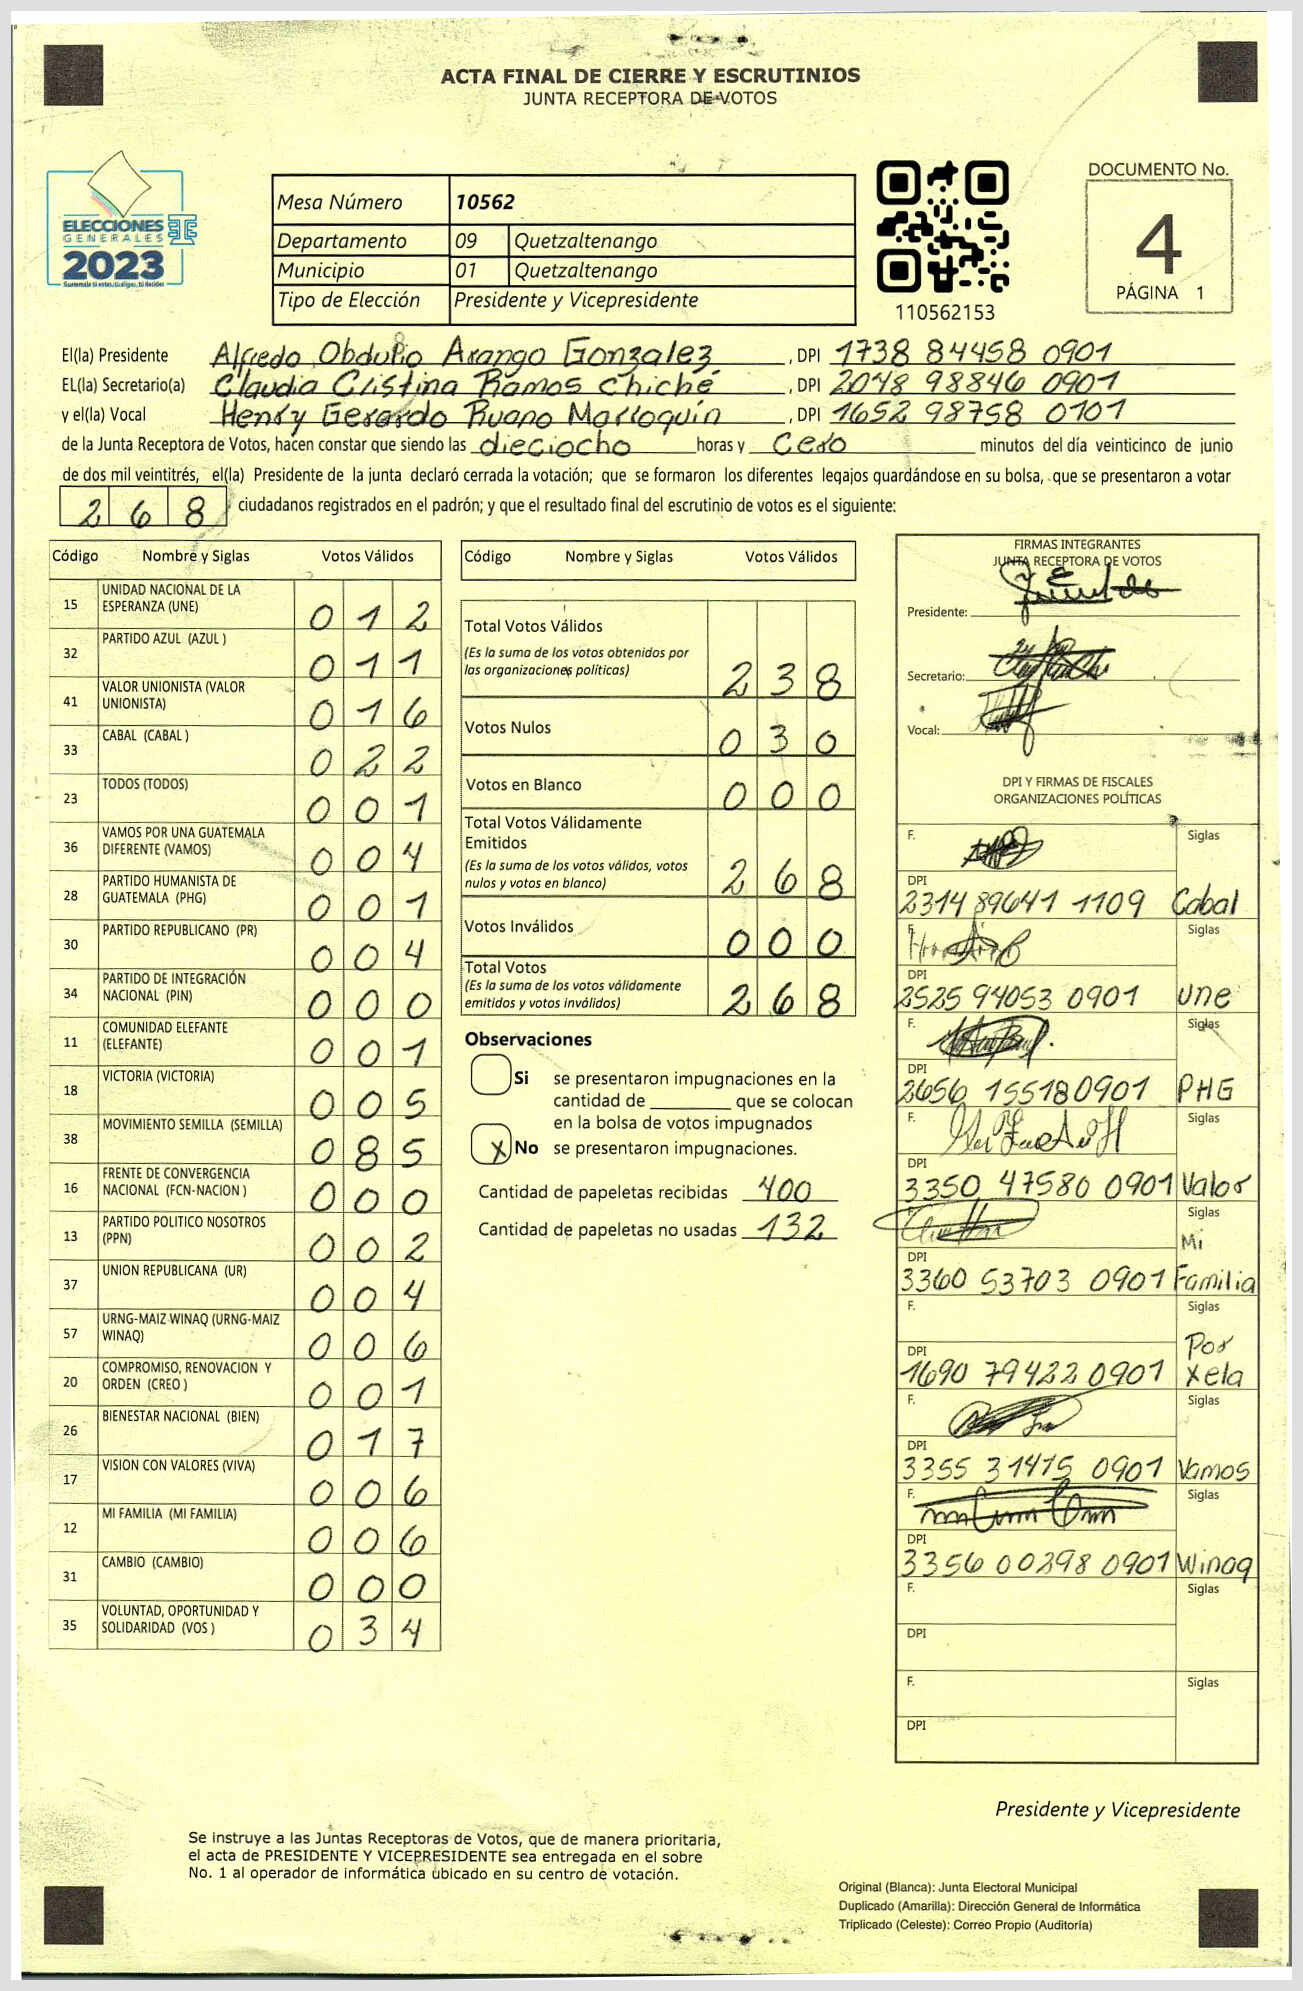 ACTA FINAL DE CIERRE Y ESCRUTINIOS
JUNTA RECEPTORA DE VOTOS
ELECCIONES
GENERALES
2023
Guatemala tú votas, tú eliges, tú decides
Mesa Número 10562
Departamento 09 Quetzaltenango
Municipio 01 Quetzaltenango
Tipo de Elección Presidente y Vicepresidente
110562153
DOCUMENTO No.
4
PÁGINA 1
El(la) Presidente Alfredo Obdulio Arango Gonzalez, DPI 1738 84458 0901
EL(la) Secretario(a) Claudia Cristina Ramos Chiché, DPI 2048 98846 0901
y el(la) Vocal Henry Gerardo Ruano Marroquín, DPI 1652 98758 0101
de la Junta Receptora de Votos, hacen constar que siendo las dieciocho horas y cero minutos del día veinticinco de junio
de dos mil veintitrés, el(la) Presidente de la junta declaró cerrada la votación; que se formaron los diferentes legajos guardándose en su bolsa, que se presentaron a votar
268 ciudadanos registrados en el padrón; y que el resultado final del escrutinio de votos es el siguiente:
Código Nombre y Siglas Votos Válidos
15 UNIDAD NACIONAL DE LA ESPERANZA (UNE) 0 1 2
32 PARTIDO AZUL (AZUL ) 0 1 1
41 VALOR UNIONISTA (VALOR UNIONISTA) 0 1 6
33 CABAL (CABAL ) 0 2 2
23 TODOS (TODOS) 0 0 1
36 VAMOS POR UNA GUATEMALA DIFERENTE (VAMOS) 0 0 4
28 PARTIDO HUMANISTA DE GUATEMALA (PHG) 0 0 1
30 PARTIDO REPUBLICANO (PR) 0 0 4
34 PARTIDO DE INTEGRACIÓN NACIONAL (PIN) 0 0 0
11 COMUNIDAD ELEFANTE (ELEFANTE) 0 0 1
18 VICTORIA (VICTORIA) 0 0 5
38 MOVIMIENTO SEMILLA (SEMILLA) 0 8 5
16 FRENTE DE CONVERGENCIA NACIONAL (FCN-NACION ) 0 0 0
13 PARTIDO POLITICO NOSOTROS (PPN) 0 0 2
37 UNION REPUBLICANA (UR) 0 0 4
57 URNG-MAIZ WINAQ (URNG-MAIZ WINAQ) 0 0 6
20 COMPROMISO, RENOVACION Y ORDEN (CREO ) 0 0 1
26 BIENESTAR NACIONAL (BIEN) 0 1 7
17 VISION CON VALORES (VIVA) 0 0 6
12 MI FAMILIA (MI FAMILIA) 0 0 6
31 CAMBIO (CAMBIO) 0 0 0
35 VOLUNTAD, OPORTUNIDAD Y SOLIDARIDAD (VOS ) 0 3 4
Código Nombre y Siglas Votos Válidos
Total Votos Válidos
(Es la suma de los votos obtenidos por
las organizaciones políticas) 2 3 8
Votos Nulos 0 3 0
Votos en Blanco 0 0 0
Total Votos Válidamente
Emitidos
(Es la suma de los votos válidos, votos
nulos y votos en blanco) 2 6 8
Votos Inválidos 0 0 0
Total Votos
(Es la suma de los votos válidamente
emitidos y votos inválidos) 2 6 8
Observaciones
Si se presentaron impugnaciones en la
cantidad de ________ que se colocan
en la bolsa de votos impugnados
x No se presentaron impugnaciones.
Cantidad de papeletas recibidas 400
Cantidad de papeletas no usadas 132
FIRMAS INTEGRANTES
JUNTA RECEPTORA DE VOTOS
Presidente:
Secretario:
Vocal:
DPI Y FIRMAS DE FISCALES
ORGANIZACIONES POLÍTICAS
F. Siglas
DPI
2314 89641 1109 Cabal
F. Siglas
DPI
2525 94053 0901 une
F. Siglas
DPI
2656 15518 0901 PHG
F. Siglas
DPI
3350 47580 0901 Valor
F. Siglas
Mi
DPI
3360 53703 0901 Familia
F. Siglas
Por
DPI
1690 79422 0901 Xela
F. Siglas
DPI
3355 31415 0901 Vamos
F. Siglas
DPI
3356 00298 0901 Winaq
F. Siglas
DPI
F. Siglas
DPI
Presidente y Vicepresidente
Se instruye a las Juntas Receptoras de Votos, que de manera prioritaria,
el acta de PRESIDENTE Y VICEPRESIDENTE sea entregada en el sobre
No. 1 al operador de informática ubicado en su centro de votación.
Original (Blanca): Junta Electoral Municipal
Duplicado (Amarilla): Dirección General de Informática
Triplicado (Celeste): Correo Propio (Auditoría)